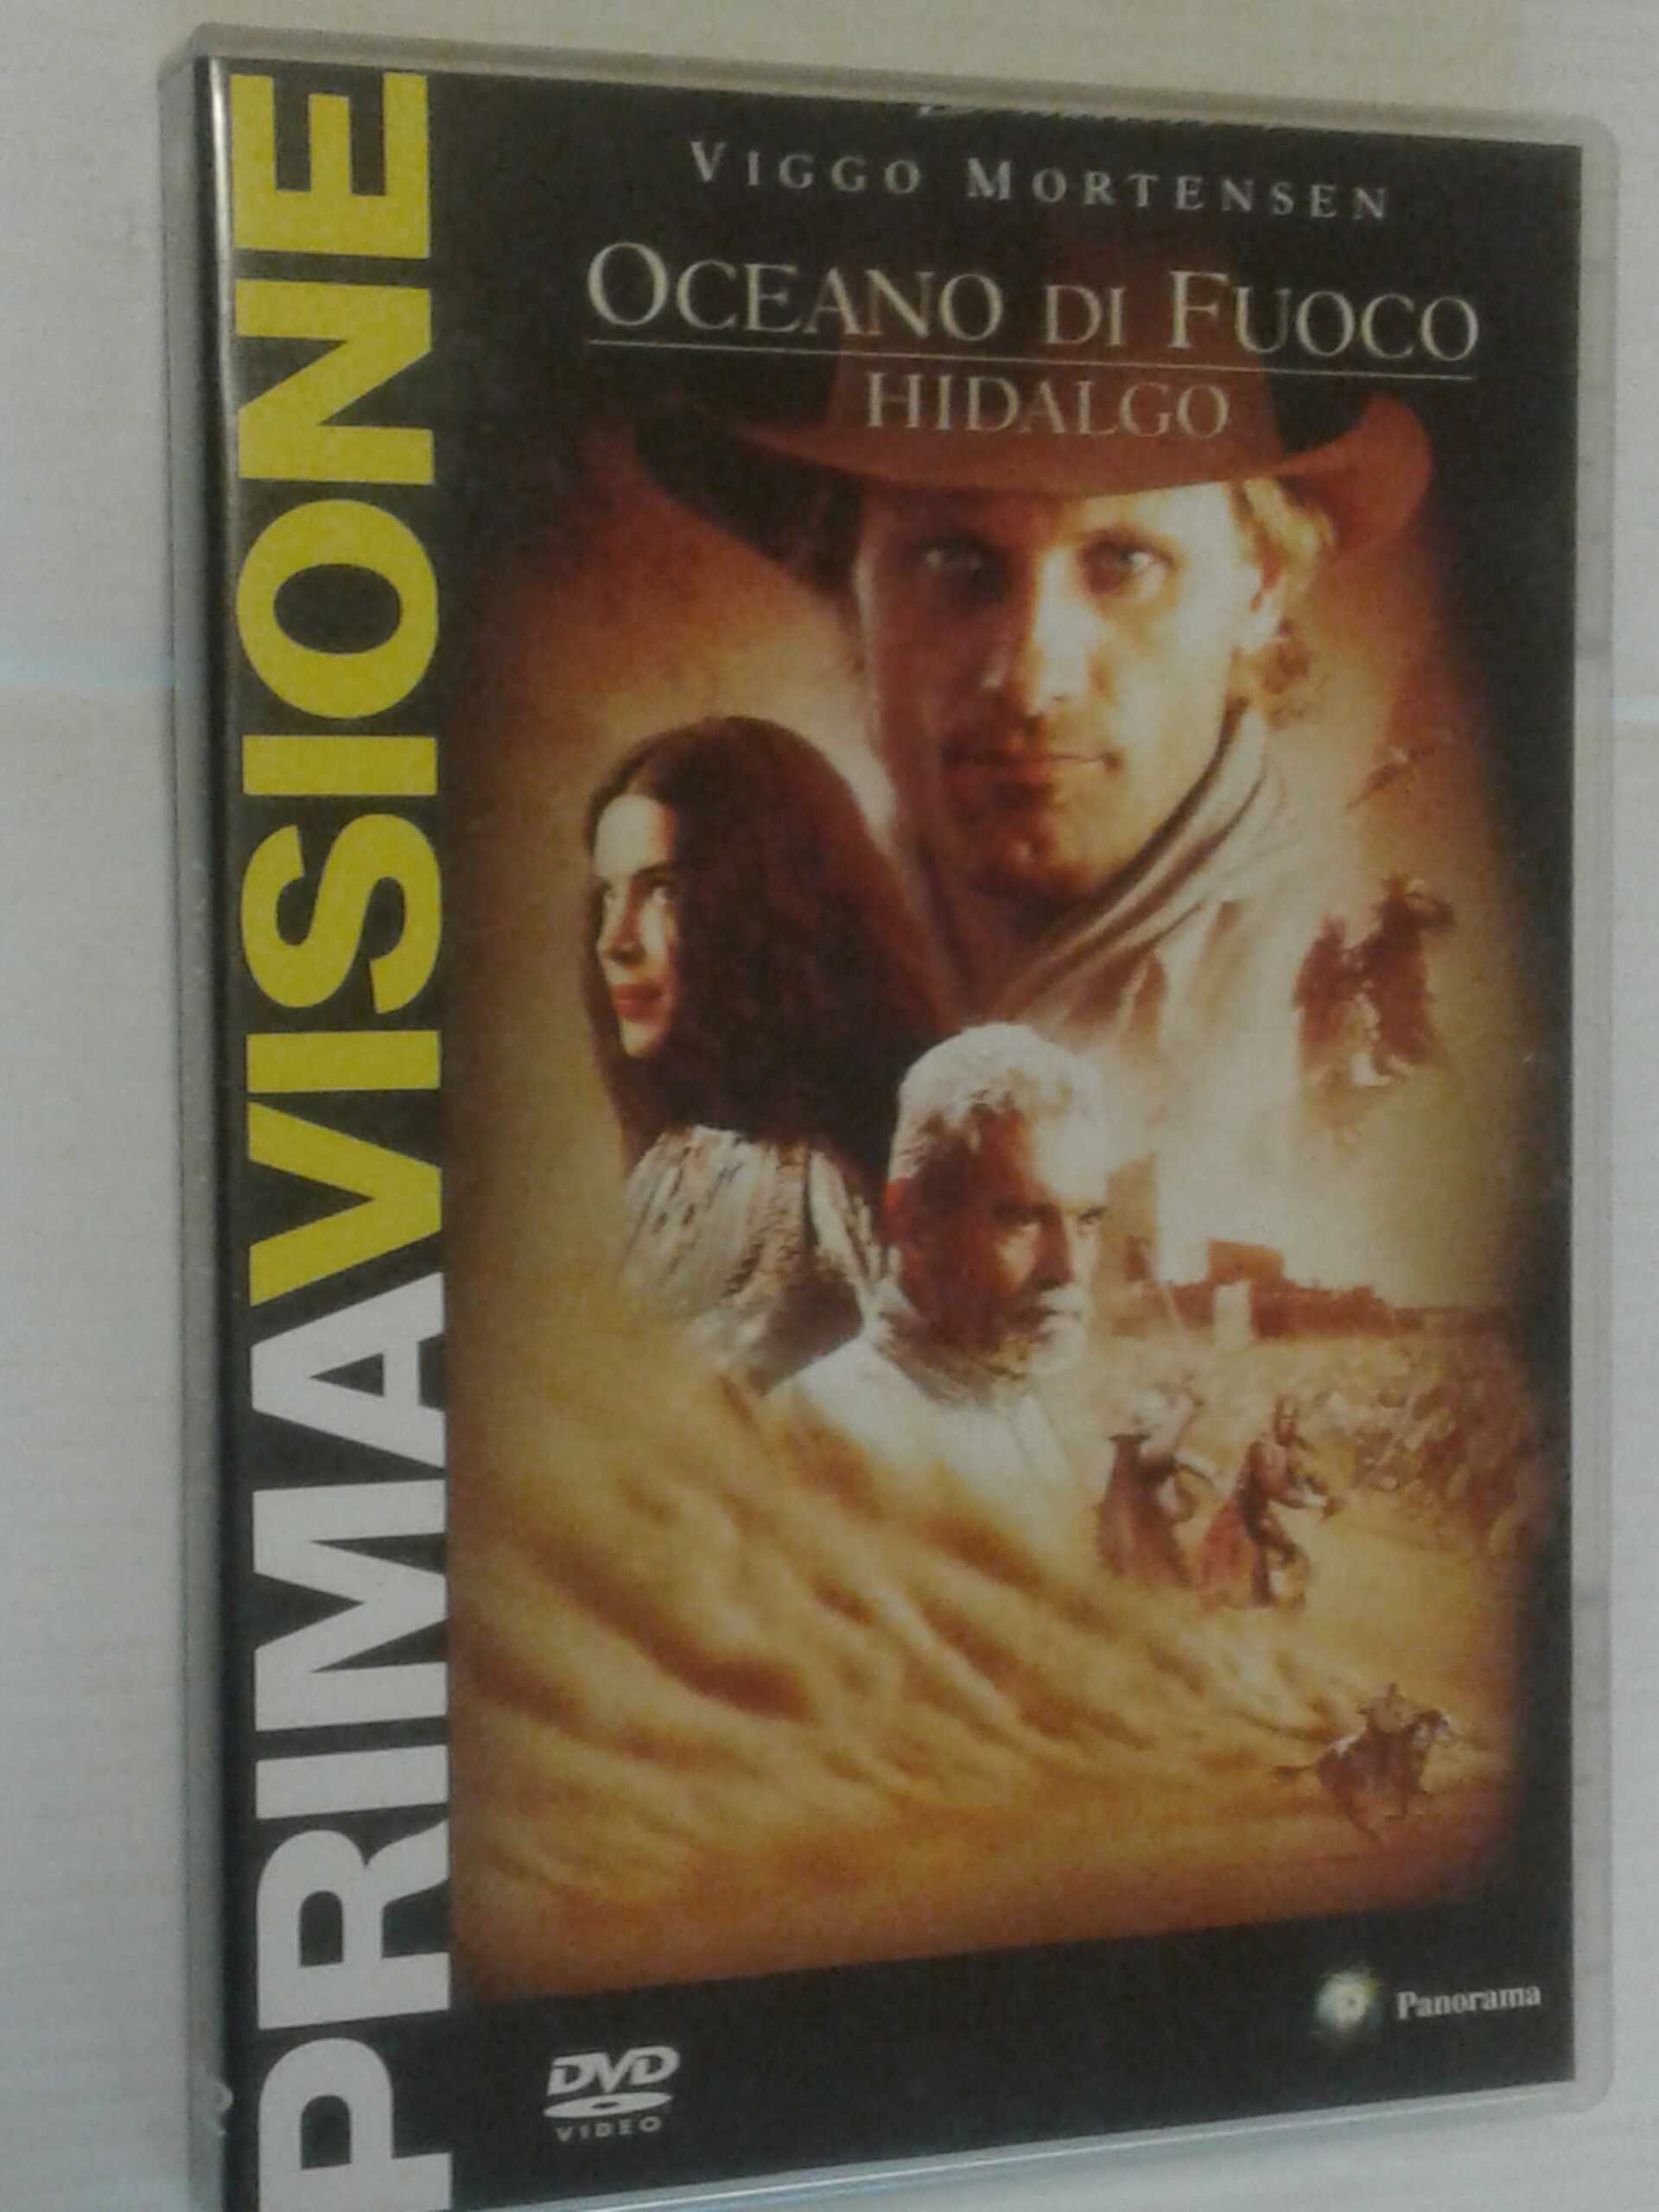 PRIMAVISIONE
VIGGO MORTENSEN
OCEANO DI FUOCO
HIDALGO
DVD
VIDEO
Panorama